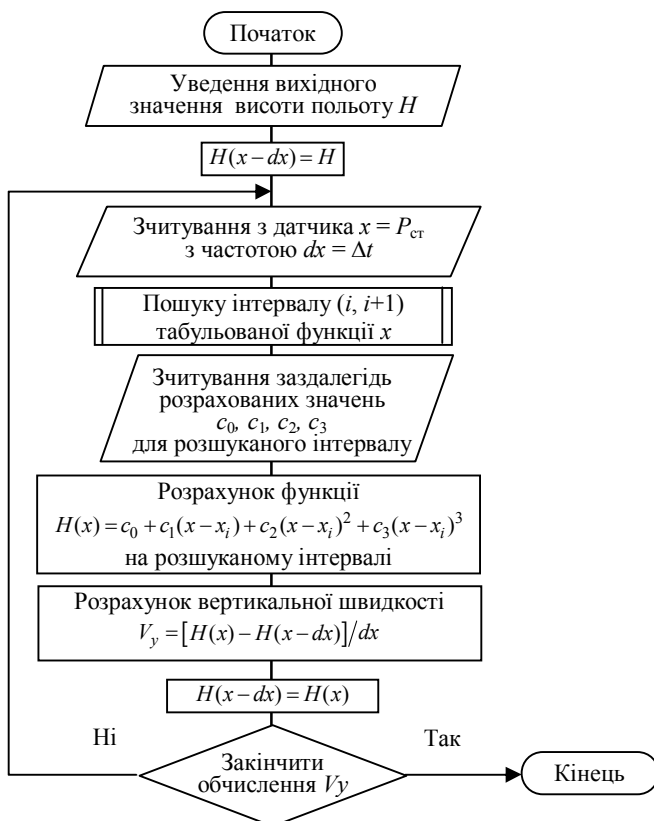 Початок
Уведення вихідного
значення висоти польоту H
H(x−dx)=H
Зчитування з датчика x = Pст
з частотою dx = Δt
Пошуку інтервалу (i, i+1)
табульованої функції x
Зчитування заздалегідь
розрахованих значень
c₀, c₁, c₂, c₃
для розшуканого інтервалу
Розрахунок функції
H(x)=c₀+c₁(x−xᵢ)+c₂(x−xᵢ)²+c₃(x−xᵢ)³
на розшуканому інтервалі
Розрахунок вертикальної швидкості
Vy=[H(x)−H(x−dx)]/dx
H(x−dx)=H(x)
Ні
Так
Закінчити
обчислення Vy
Кінець